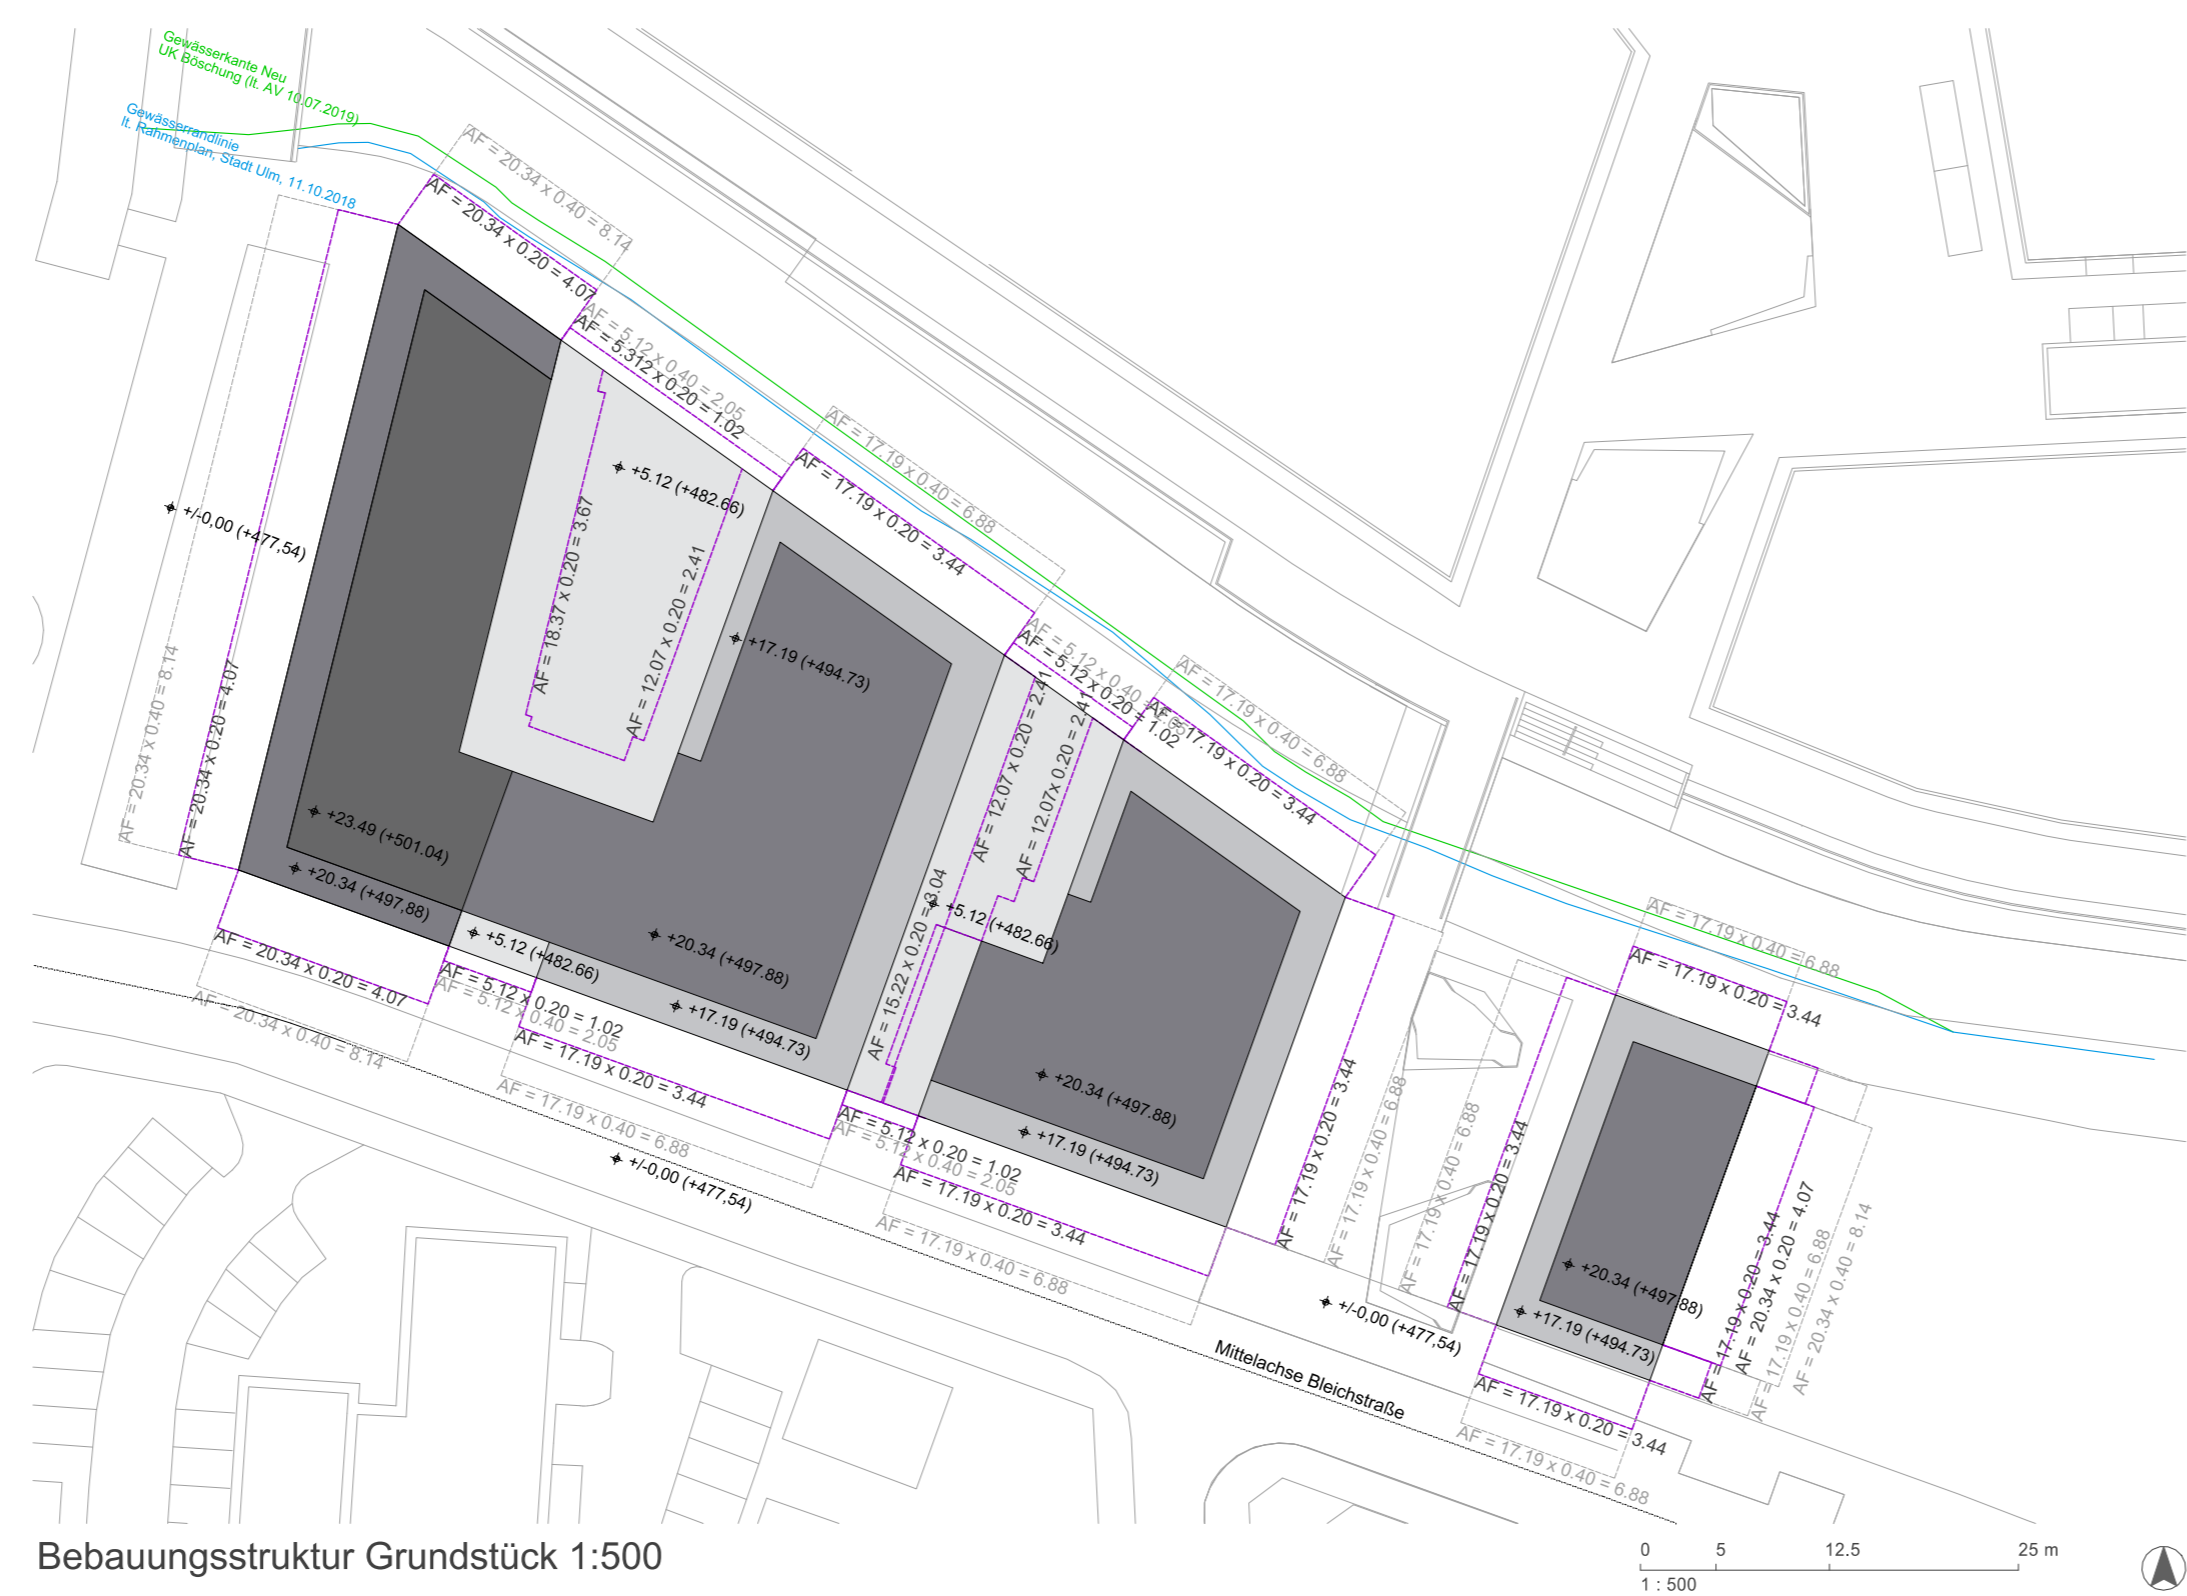 Gewässerkante Neu
UK Böschung (lt. AV 10.07.2019)
Gewässerrandlinie
lt. Rahmenplan, Stadt Ulm, 11.10.2018
AF = 20.34 x 0.40 = 8.14
AF = 20.34 x 0.20 = 4.07
AF = 5.12 x 0.40 = 2.05
AF = 5.312 x 0.20 = 1.02
AF = 17.19 x 0.40 = 6.88
AF = 17.19 x 0.20 = 3.44
+5.12 (+482.66)
+/-0,00 (+477,54)
AF = 18.37 x 0.20 = 3.67
AF = 12.07 x 0.20 = 2.41
+17.19 (+494.73)
AF = 5.12 x 0.40 = 2.05
AF = 5.12 x 0.20 = 1.02
AF = 17.19 x 0.40 = 6.88
AF = 17.19 x 0.20 = 3.44
AF = 20.34 x 0.40 = 8.14
AF = 20.34 x 0.20 = 4.07
AF = 12.07 x 0.20 = 2.41
AF = 12.07x 0.20 = 2.41
+23.49 (+501.04)
+20.34 (+497,88)
+5.12 (+482.66)
+20.34 (+497.88)
+17.19 (+494.73)
AF = 15.22 x 0.20 = 3.04
+5.12 (+482.66)
AF = 17.19 x 0.40 = 6.88
AF = 17.19 x 0.20 = 3.44
AF = 20.34 x 0.20 = 4.07
AF = 20.34 x 0.40 = 8.14
AF = 5.12 x 0.20 = 1.02
AF = 5.12 x 0.40 = 2.05
AF = 17.19 x 0.20 = 3.44
AF = 17.19 x 0.40 = 6.88
+20.34 (+497.88)
+17.19 (+494.73)
AF = 5.12 x 0.20 = 1.02
AF = 5.12 x 0.40 = 2.05
AF = 17.19 x 0.20 = 3.44
AF = 17.19 x 0.40 = 6.88
+/-0,00 (+477,54)
AF = 17.19 x 0.20 = 3.44
AF = 17.19 x 0.40 = 6.88
AF = 17.19 x 0.40 = 6.88
AF = 17.19 x 0.20 = 3.44
+20.34 (+497.88)
+17.19 (+494.73)
AF = 17.19 x 0.20 = 3.44
AF = 20.34 x 0.20 = 4.07
AF = 17.19 x 0.40 = 6.88
AF = 20.34 x 0.40 = 8.14
+/-0,00 (+477,54)
Mittelachse Bleichstraße
AF = 17.19 x 0.20 = 3.44
AF = 17.19 x 0.40 = 6.88
Bebauungsstruktur Grundstück 1:500
0 5 12.5 25 m
1 : 500